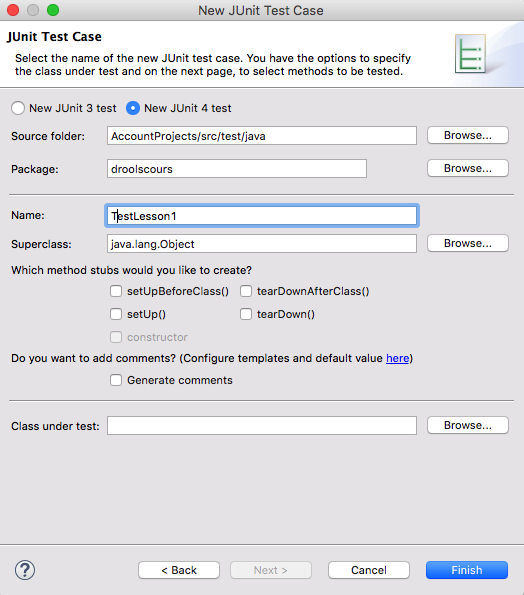 New JUnit Test Case
JUnit Test Case
Select the name of the new JUnit test case. You have the options to specify
the class under test and on the next page, to select methods to be tested.
New JUnit 3 test New JUnit 4 test
Source folder: AccountProjects/src/test/java Browse...
Package: droolscours Browse...
Name: TestLesson1
Superclass: java.lang.Object Browse...
Which method stubs would you like to create?
setUpBeforeClass() tearDownAfterClass()
setUp() tearDown()
constructor
Do you want to add comments? (Configure templates and default value here)
Generate comments
Class under test: Browse...
? < Back Next > Cancel Finish